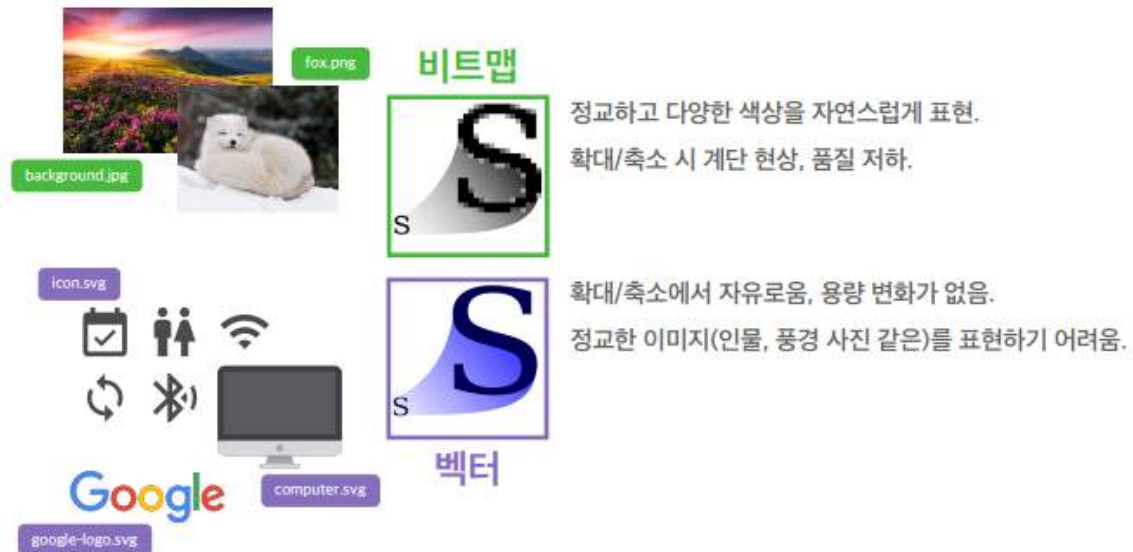 fox.png
background.jpg
비트맵
S
S
정교하고 다양한 색상을 자연스럽게 표현.
확대/축소 시 계단 현상, 품질 저하.
icon.svg
Google
computer.svg
google-logo.svg
S
S
벡터
확대/축소에서 자유로움, 용량 변화가 없음.
정교한 이미지(인물, 풍경 사진 같은)를 표현하기 어려움.